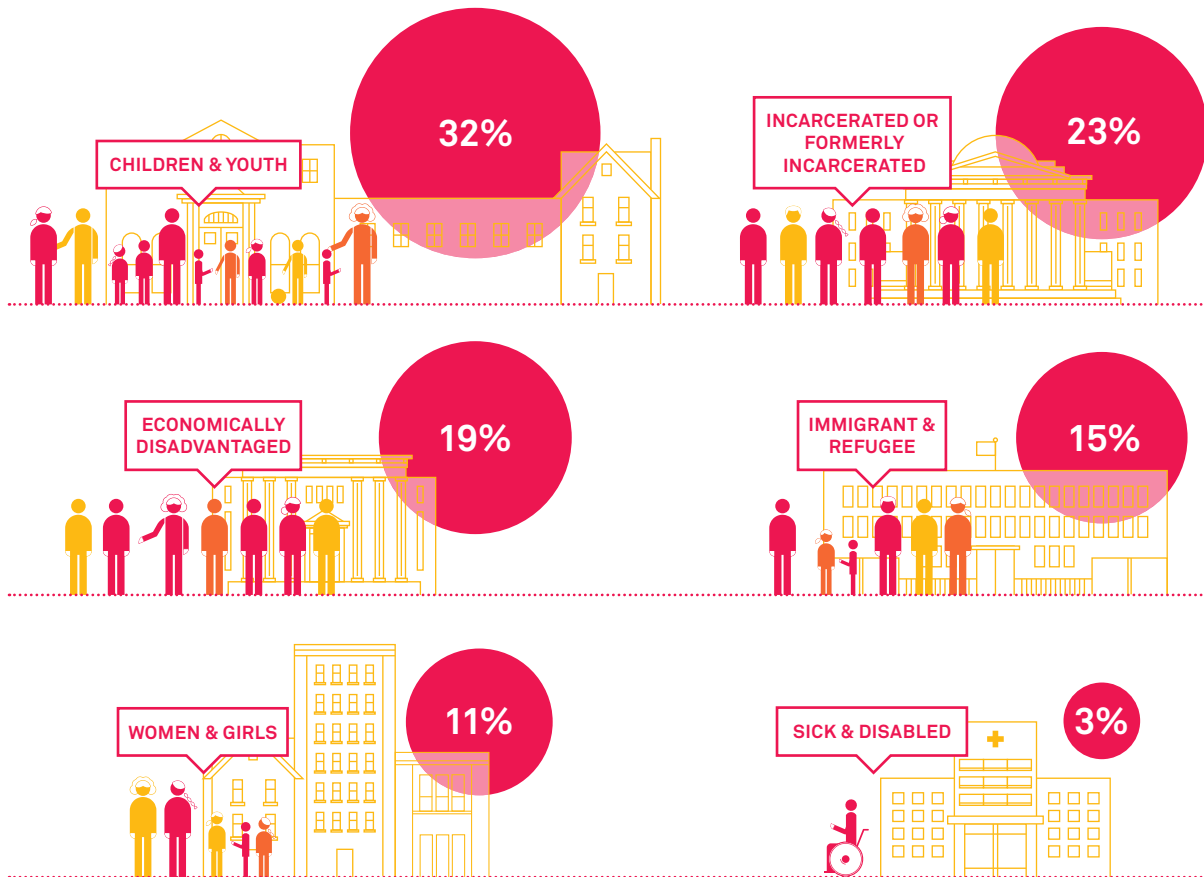 CHILDREN & YOUTH
32%
INCARCERATED OR
FORMERLY
INCARCERATED
23%
ECONOMICALLY
DISADVANTAGED
19%
IMMIGRANT &
REFUGEE
15%
WOMEN & GIRLS
11%
SICK & DISABLED
3%